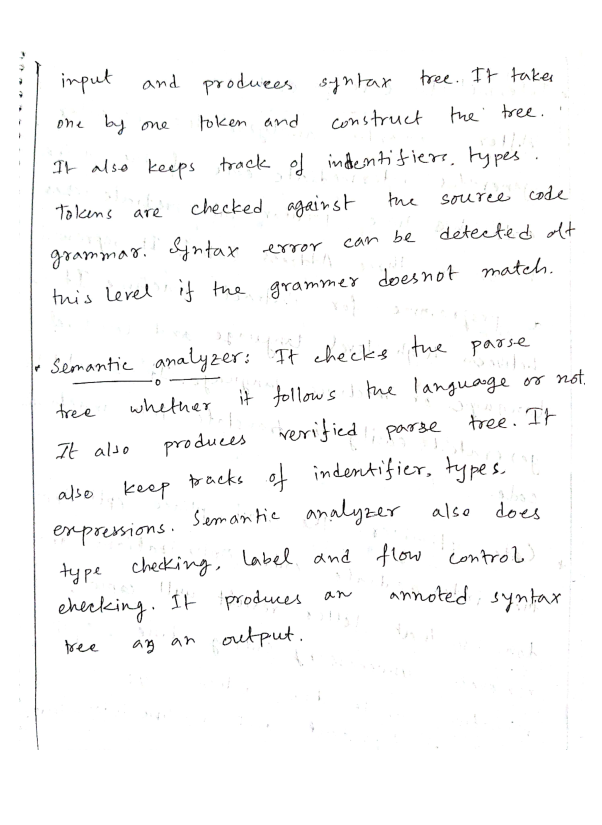 input and produces syntax tree. It takes
one by one token and construct the tree.
It also keeps track of indentifiers, types.
Tokens are checked against the source code
grammar. Syntax error can be detected alt
this Level if the grammer doesnot match.
• Semantic analyzer: It checks the parse
tree whether it follows the language or not.
It also produces verified parse tree. It
also keep tracks of indentifier, types,
expressions. Semantic analyzer also does
type checking, Label and flow control
checking. It produces an annoted syntax
tree as an output.